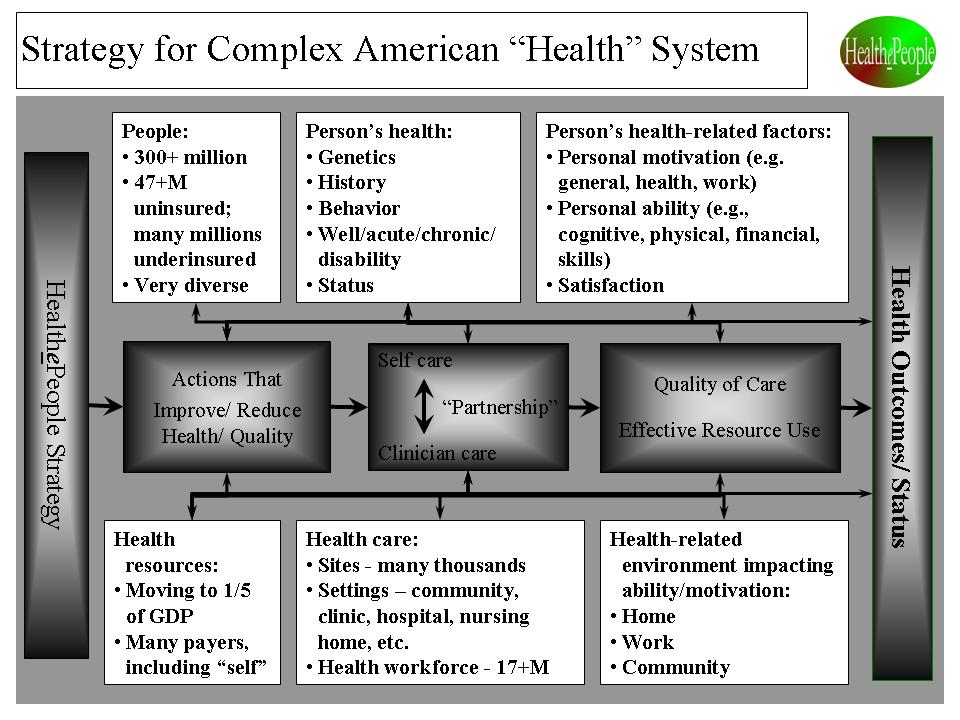 Strategy for Complex American “Health” System
HealthePeople
People:
• 300+ million
• 47+M
uninsured;
many millions
underinsured
• Very diverse
Person’s health:
• Genetics
• History
• Behavior
• Well/acute/chronic/
disability
• Status
Person’s health-related factors:
• Personal motivation (e.g.
general, health, work)
• Personal ability (e.g.,
cognitive, physical, financial,
skills)
• Satisfaction
HealthePeople Strategy
Actions That
Improve/ Reduce
Health/ Quality
Self care
“Partnership”
Clinician care
Quality of Care
Effective Resource Use
Health Outcomes/ Status
Health
resources:
• Moving to 1/5
of GDP
• Many payers,
including “self”
Health care:
• Sites - many thousands
• Settings – community,
clinic, hospital, nursing
home, etc.
• Health workforce - 17+M
Health-related
environment impacting
ability/motivation:
• Home
• Work
• Community